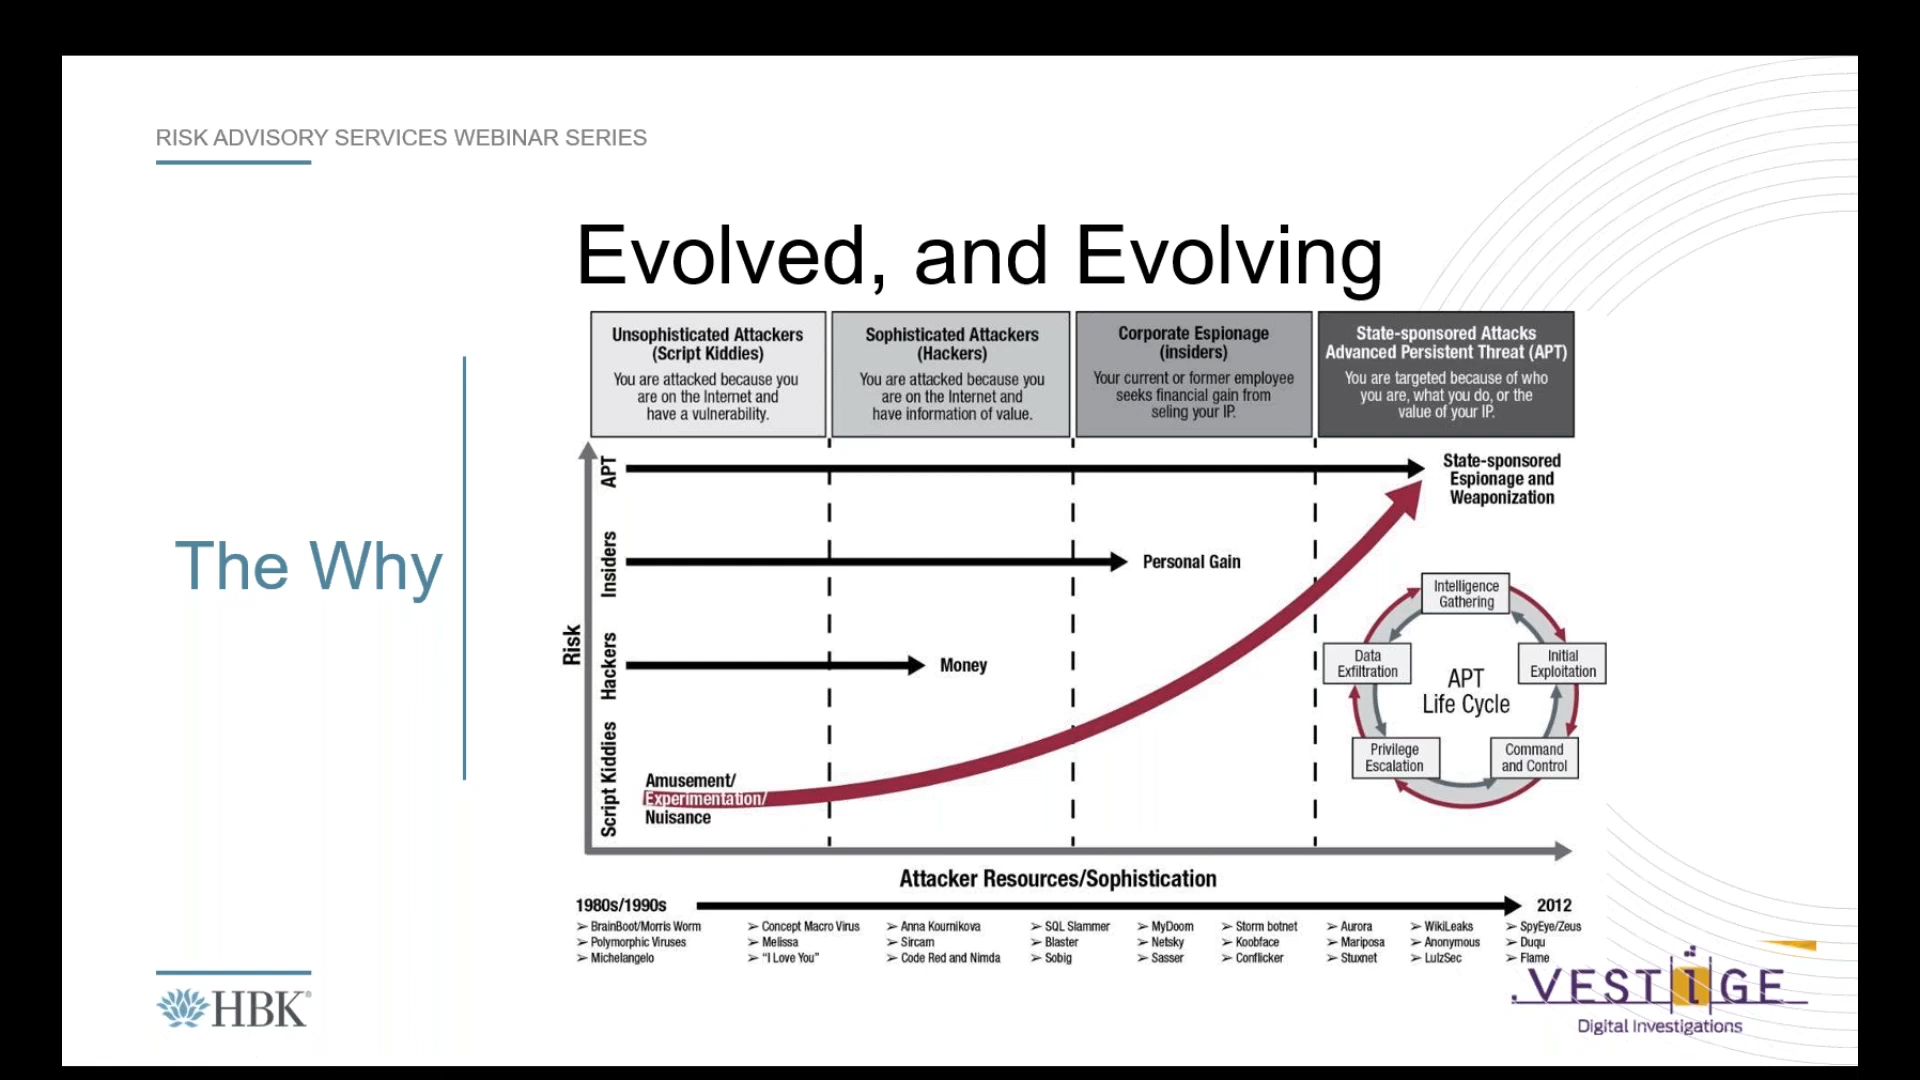 RISK ADVISORY SERVICES WEBINAR SERIES
Evolved, and Evolving
The Why
Unsophisticated Attackers
(Script Kiddies)
You are attacked because you
are on the Internet and
have a vulnerability.
Sophisticated Attackers
(Hackers)
You are attacked because you
are on the Internet and
have information of value.
Corporate Espionage
(insiders)
Your current or former employee
seeks financial gain from
seling your IP.
State-sponsored Attacks
Advanced Persistent Threat (APT)
You are targeted because of who
you are, what you do, or the
value of your IP.
Risk
APT
Insiders
Hackers
Script Kiddies
State-sponsored
Espionage and
Weaponization
Personal Gain
Money
Amusement/
Experimentation/
Nuisance
Intelligence
Gathering
Initial
Exploitation
Command
and Control
Privilege
Escalation
Data
Exfiltration
APT
Life Cycle
Attacker Resources/Sophistication
1980s/1990s
2012
➢ BrainBoot/Morris Worm
➢ Polymorphic Viruses
➢ Michelangelo
➢ Concept Macro Virus
➢ Melissa
➢ "I Love You"
➢ Anna Kournikova
➢ Sircam
➢ Code Red and Nimda
➢ SQL Slammer
➢ Blaster
➢ Sobig
➢ MyDoom
➢ Netsky
➢ Sasser
➢ Storm botnet
➢ Koobface
➢ Conflicker
➢ Aurora
➢ Mariposa
➢ Stuxnet
➢ WikiLeaks
➢ Anonymous
➢ LulzSec
➢ SpyEye/Zeus
➢ Duqu
➢ Flame
HBK®
VESTiGE
Digital Investigations